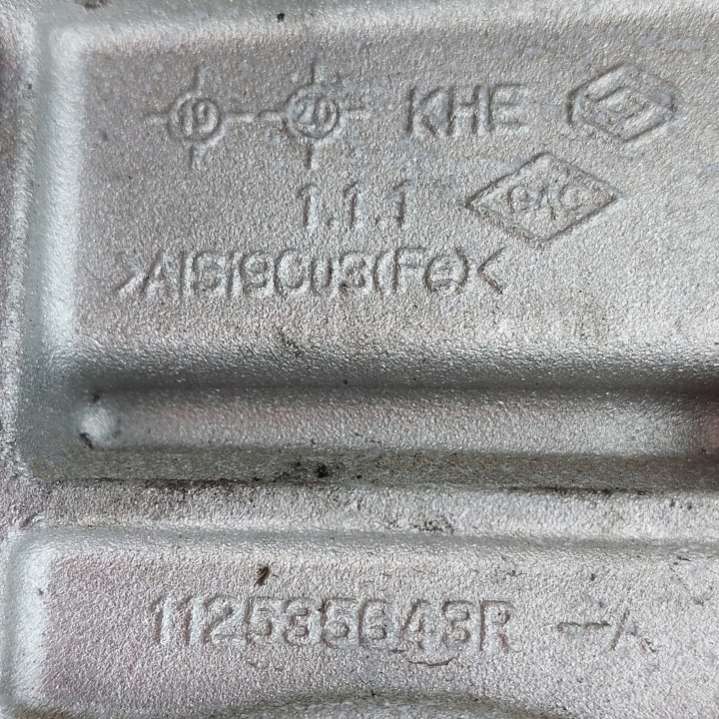 19 20 KHE
1.1.1
>AlSi9Cu3(Fe)<
112535643R --A